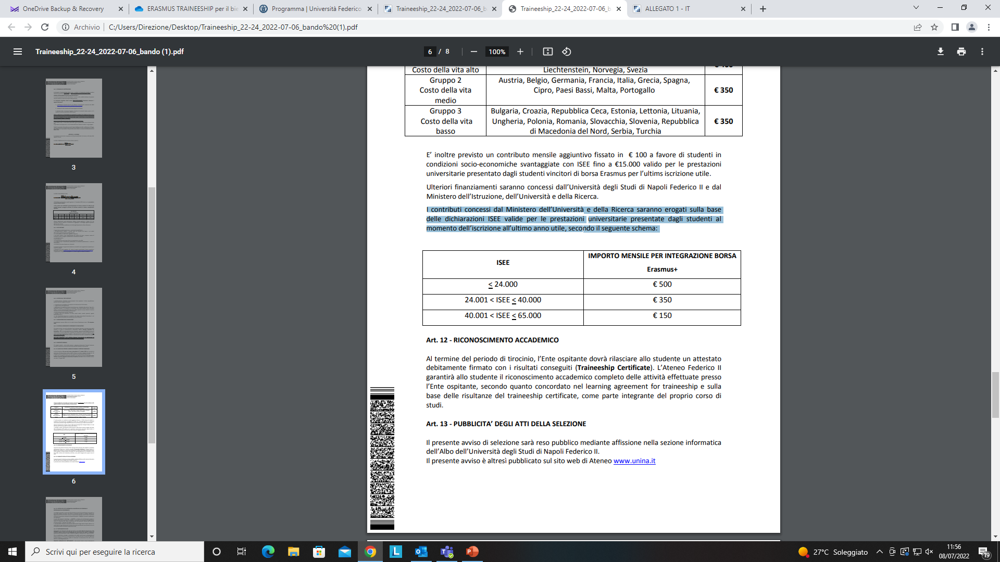 OneDrive Backup & Recovery
ERASMUS TRAINEESHIP per il bie
Programma | Università Federico
Traineeship_22-24_2022-07-06_b
Traineeship_22-24_2022-07-06_b
ALLEGATO 1 - IT
Archivio
C:/Users/Direzione/Desktop/Traineeship_22-24_2022-07-06_bando%20(1).pdf
Traineeship_22-24_2022-07-06_bando (1).pdf
6 / 8
100%
3
4
5
6
Costo della vita alto
Liechtenstein, Norvegia, Svezia
Gruppo 2
Costo della vita
medio
Austria, Belgio, Germania, Francia, Italia, Grecia, Spagna,
Cipro, Paesi Bassi, Malta, Portogallo
€ 350
Gruppo 3
Costo della vita
basso
Bulgaria, Croazia, Repubblica Ceca, Estonia, Lettonia, Lituania,
Ungheria, Polonia, Romania, Slovacchia, Slovenia, Repubblica
di Macedonia del Nord, Serbia, Turchia
€ 350
E’ inoltre previsto un contributo mensile aggiuntivo fissato in € 100 a favore di studenti in
condizioni socio-economiche svantaggiate con ISEE fino a €15.000 valido per le prestazioni
universitarie presentato dagli studenti vincitori di borsa Erasmus per l’ultims iscrizione utile.
Ulteriori finanziamenti saranno concessi dall’Università degli Studi di Napoli Federico II e dal
Ministero dell’Istruzione, dell’Università e della Ricerca.
I contributi concessi dal Ministero dell’Università e della Ricerca saranno erogati sulla base
delle dichiarazioni ISEE valide per le prestazioni universitarie presentate dagli studenti al
momento dell’iscrizione all’ultimo anno utile, secondo il seguente schema:
ISEE
IMPORTO MENSILE PER INTEGRAZIONE BORSA
Erasmus+
≤ 24.000
€ 500
24.001 < ISEE ≤ 40.000
€ 350
40.001 < ISEE ≤ 65.000
€ 150
Art. 12 - RICONOSCIMENTO ACCADEMICO
Al termine del periodo di tirocinio, l’Ente ospitante dovrà rilasciare allo studente un attestato
debitamente firmato con i risultati conseguiti (Traineeship Certificate). L’Ateneo Federico II
garantirà allo studente il riconoscimento accademico completo delle attività effettuate presso
l’Ente ospitante, secondo quanto concordato nel learning agreement for traineeship e sulla
base delle risultanze del traineeship certificate, come parte integrante del proprio corso di
studi.
Art. 13 - PUBBLICITA’ DEGLI ATTI DELLA SELEZIONE
Il presente avviso di selezione sarà reso pubblico mediante affissione nella sezione informatica
dell’Albo dell’Università degli Studi di Napoli Federico II.
Il presente avviso è altresì pubblicato sul sito web di Ateneo www.unina.it
Scrivi qui per eseguire la ricerca
27°C Soleggiato
11:56
08/07/2022
19